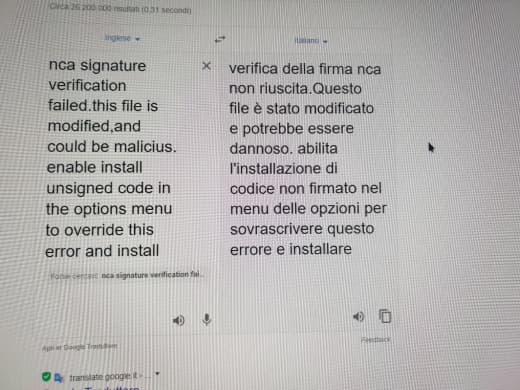 Circa 26.200.000 risultati (0,31 secondi)
Inglese
Italiano
nca signature
verification
failed.this file is
modified,and
could be malicius.
enable install
unsigned code in
the options menu
to override this
error and install
verifica della firma nca
non riuscita.Questo
file è stato modificato
e potrebbe essere
dannoso. abilita
l'installazione di
codice non firmato nel
menu delle opzioni per
sovrascrivere questo
errore e installare
Forse cercavi: nca signature verification fai...
Apri in Google Traduttore
Feedback
translate.google.it › ...